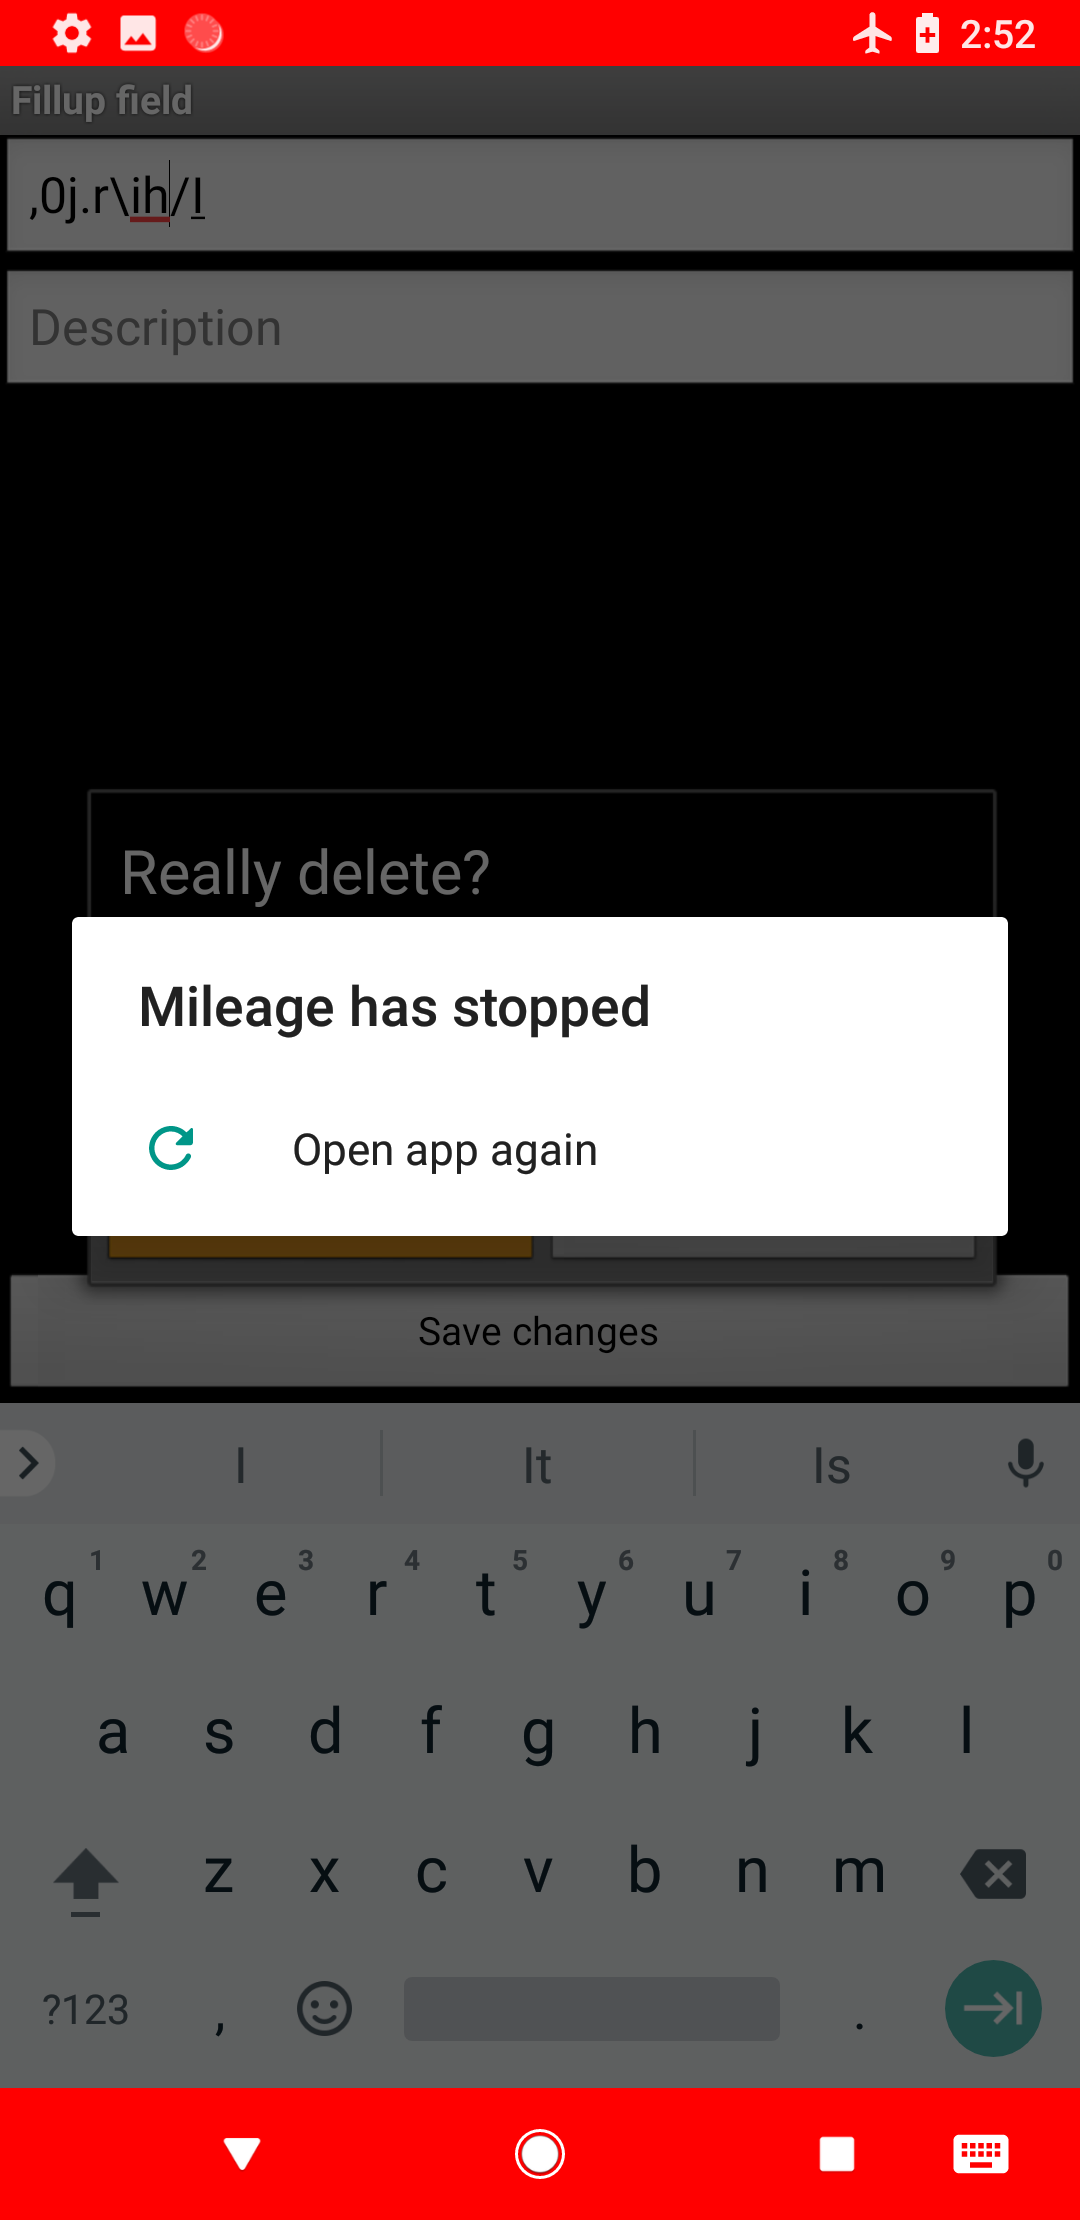 2:52
Fillup field
,0j.r\ih/I
Description
Really delete?
Mileage has stopped
Open app again
Save changes
I It Is
1 2 3 4 5 6 7 8 9 0
q w e r t y u i o p
a s d f g h j k l
z x c v b n m
?123 , .